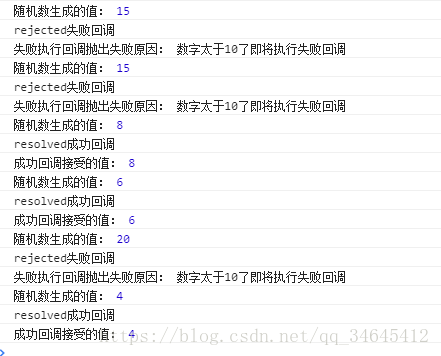 随机数生成的值： 15
rejected失败回调
失败执行回调抛出失败原因： 数字太于10了即将执行失败回调
随机数生成的值： 15
rejected失败回调
失败执行回调抛出失败原因： 数字太于10了即将执行失败回调
随机数生成的值： 8
resolved成功回调
成功回调接受的值： 8
随机数生成的值： 6
resolved成功回调
成功回调接受的值： 6
随机数生成的值： 20
rejected失败回调
失败执行回调抛出失败原因： 数字太于10了即将执行失败回调
随机数生成的值： 4
resolved成功回调
成功回调接受的值： 4
https://blog.csdn.net/qq_34645412